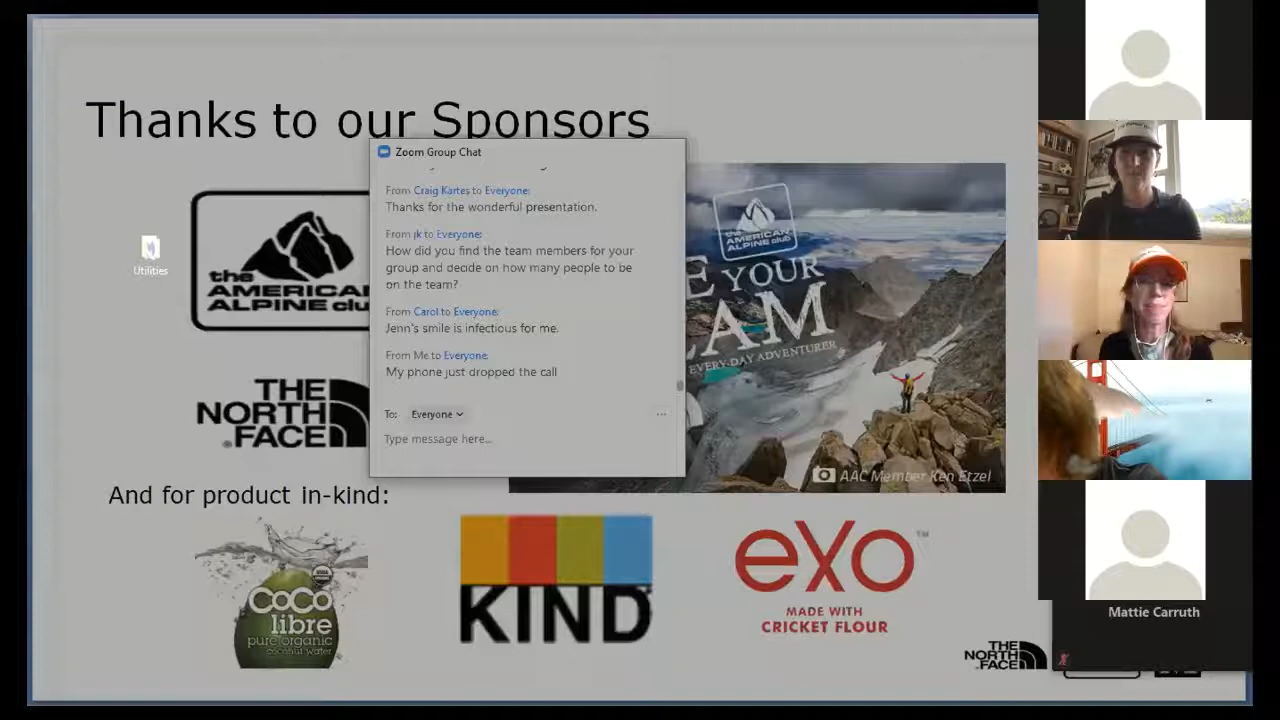 Thanks to our Sponsors
Zoom Group Chat
From Craig Kartes to Everyone:
Thanks for the wonderful presentation.
From jk to Everyone:
How did you find the team members for your
group and decide on how many people to be
on the team?
From Carol to Everyone:
Jenn's smile is infectious for me.
From Me to Everyone:
My phone just dropped the call
To: Everyone
...
Type message here...
Utilities
the
AMERICAN
ALPINE clu
THE
NORTH
FACE
the
AMERICAN
ALPINE club
E YOUR
EAM
EVERY-DAY ADVENTURER
AAC Member Ken Etzel
And for product in-kind:
CoCo
libre
pure organic
coconut water
USDA
ORGANIC
KIND
eXo™
MADE WITH
CRICKET FLOUR
THE
NORTH
FACE
Mattie Carruth